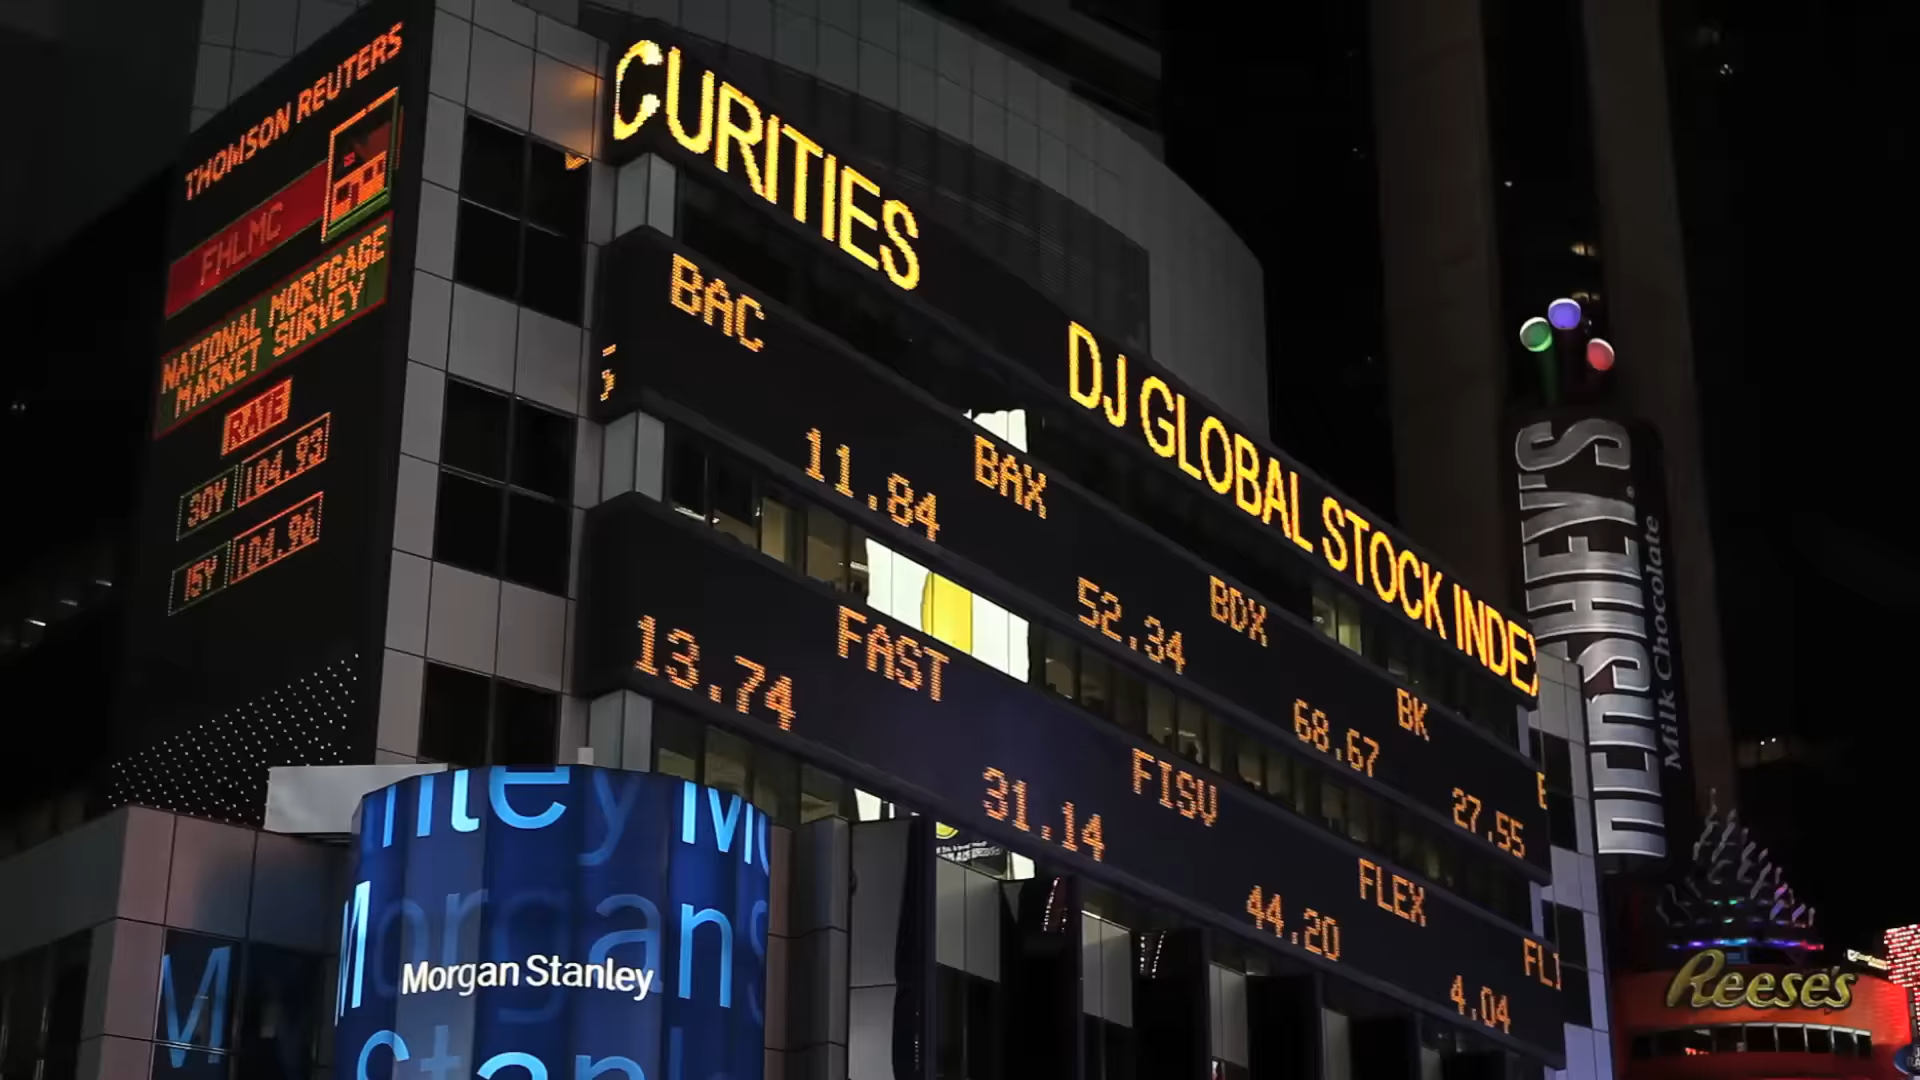 THOMSON REUTERS
FHLMC
NATIONAL MORTGAGE
MARKET SURVEY
RATE
30Y 104.93
15Y 104.96
CURITIES
DJ GLOBAL STOCK INDEX
BAC 11.84 BAX 52.34 BDX 68.67 BK 27.55
13.74 FAST 31.14 FISV 44.20 FLEX 4.04
HERSHEY'S
Milk Chocolate
Reese's
Morgan Stanley
Morgan